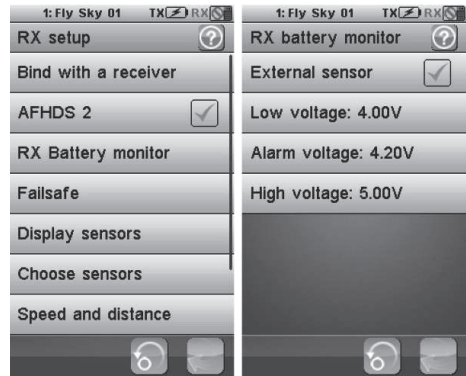 1: Fly Sky 01 TX RX
RX setup ?
Bind with a receiver
AFHDS 2
RX Battery monitor
Failsafe
Display sensors
Choose sensors
Speed and distance
1: Fly Sky 01 TX RX
RX battery monitor ?
External sensor
Low voltage: 4.00V
Alarm voltage: 4.20V
High voltage: 5.00V